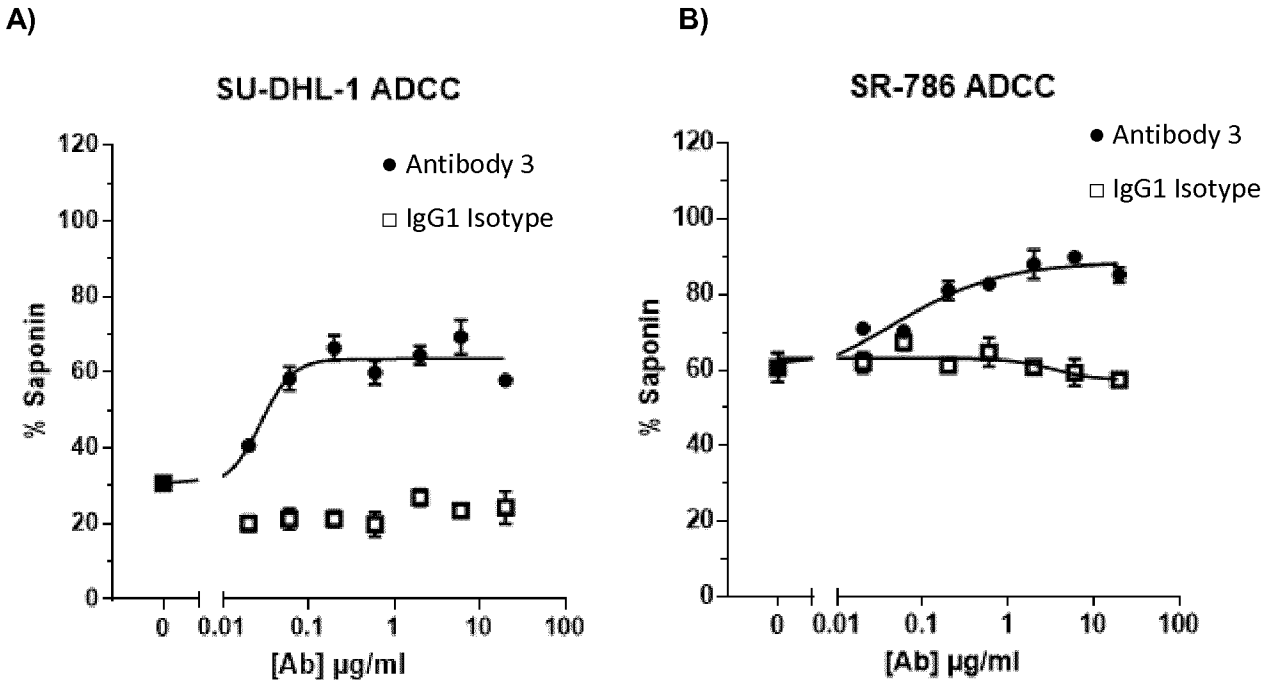 A)
SU-DHL-1 ADCC
120
100
80
60
40
20
0
% Saponin
Antibody 3
IgG1 Isotype
0 0.01 0.1 1 10 100
[Ab] µg/ml
B)
SR-786 ADCC
120
100
80
60
40
20
0
% Saponin
Antibody 3
IgG1 Isotype
0 0.01 0.1 1 10 100
[Ab] µg/ml